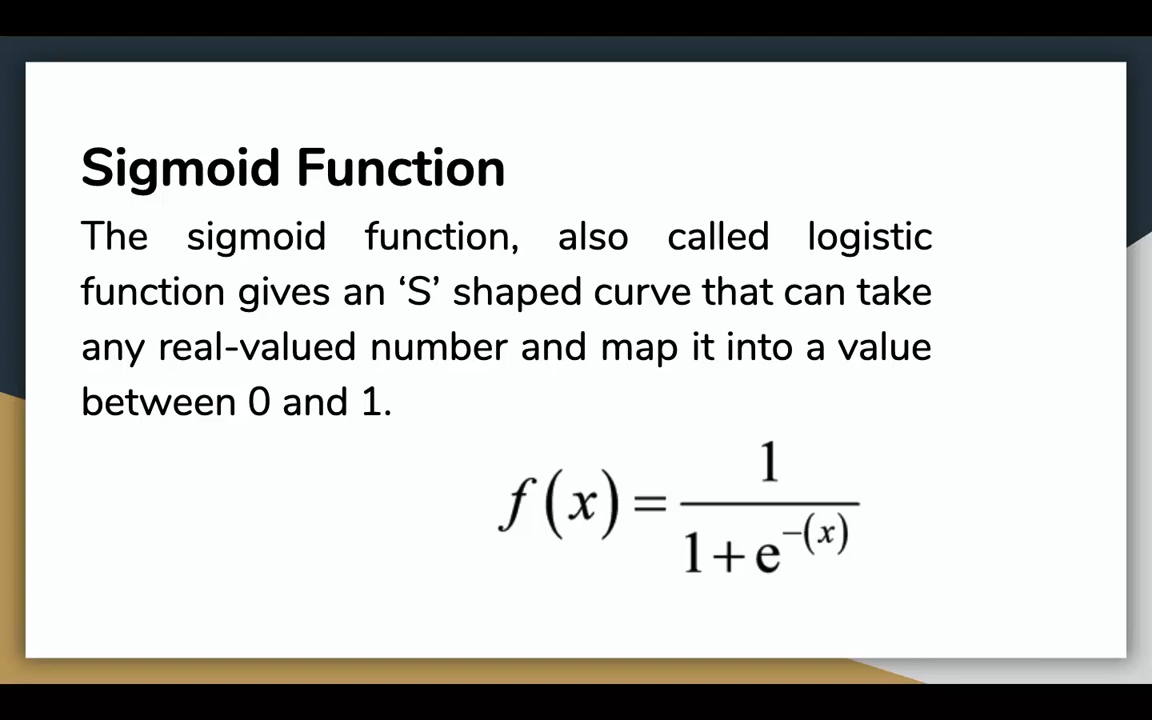 Sigmoid Function
The sigmoid function, also called logistic
function gives an ‘S’ shaped curve that can take
any real-valued number and map it into a value
between 0 and 1.
f(x) = 1 / (1+e^−(x))